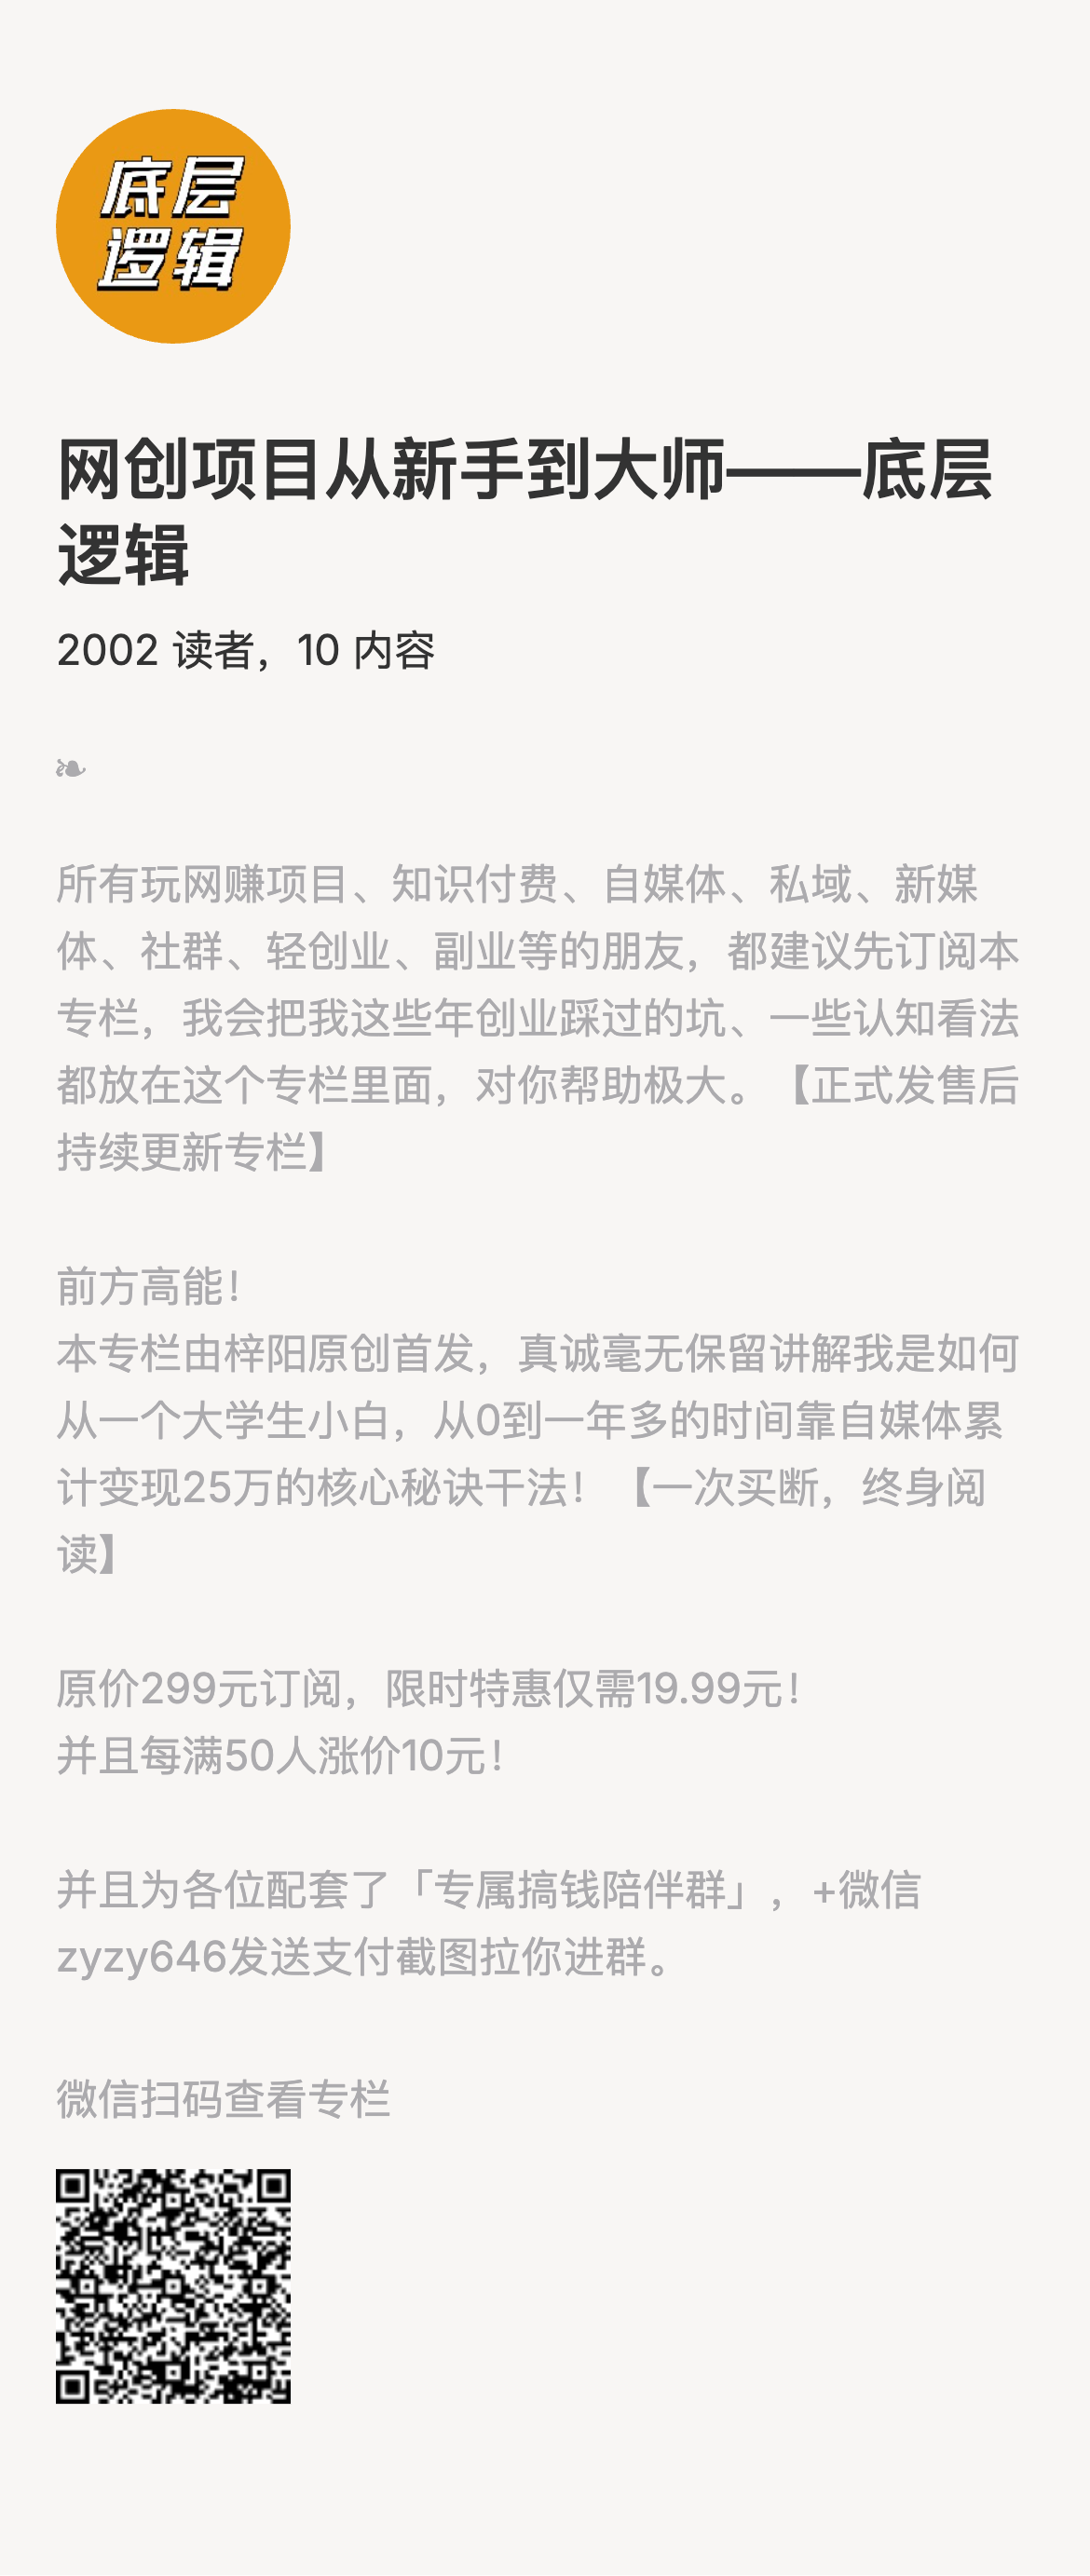 底层
逻辑
网创项目从新手到大师——底层
逻辑
2002 读者，10 内容
❧
所有玩网赚项目、知识付费、自媒体、私域、新媒
体、社群、轻创业、副业等的朋友，都建议先订阅本
专栏，我会把我这些年创业踩过的坑、一些认知看法
都放在这个专栏里面，对你帮助极大。【正式发售后
持续更新专栏】
前方高能！
本专栏由梓阳原创首发，真诚毫无保留讲解我是如何
从一个大学生小白，从0到一年多的时间靠自媒体累
计变现25万的核心秘诀干法！【一次买断，终身阅
读】
原价299元订阅，限时特惠仅需19.99元！
并且每满50人涨价10元！
并且为各位配套了「专属搞钱陪伴群」，+微信
zyzy646发送支付截图拉你进群。
微信扫码查看专栏